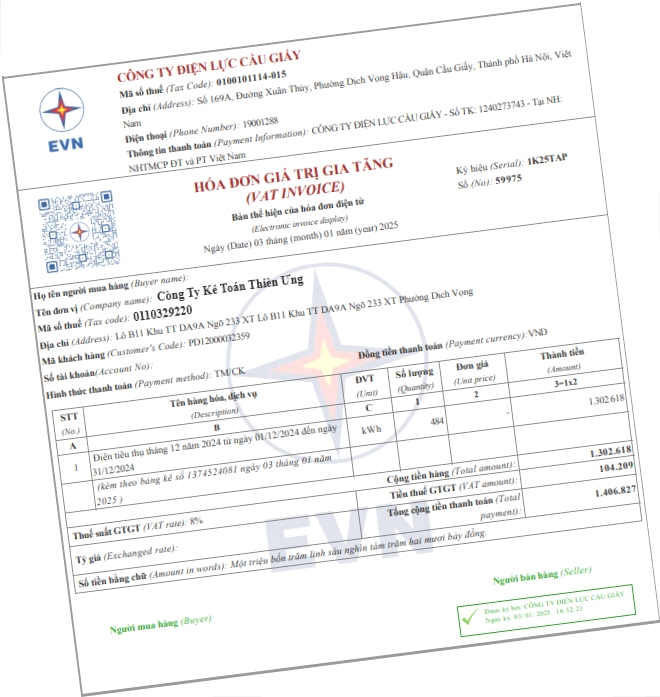 CÔNG TY ĐIỆN LỰC CẦU GIẤY
Mã số thuế (Tax Code): 0100101114-015
Địa chỉ (Address): Số 169A, Đường Xuân Thủy, Phường Dịch Vọng Hậu, Quận Cầu Giấy, Thành phố Hà Nội, Việt
Nam
Điện thoại (Phone Number): 19001288
Thông tin thanh toán (Payment Information): CÔNG TY ĐIỆN LỰC CẦU GIẤY - Số TK: 1240273743 - Tại NH:
NHTMCP ĐT và PT Việt Nam
EVN
HÓA ĐƠN GIÁ TRỊ GIA TĂNG
(VAT INVOICE)
Bản thể hiện của hóa đơn điện tử
(Electronic invoice display)
Ngày (Date) 03 tháng (month) 01 năm (year) 2025
Ký hiệu (Serial): 1K25TAP
Số (No): 59975
Họ tên người mua hàng (Buyer name):
Tên đơn vị (Company name): Công Ty Kế Toán Thiên Ưng
Mã số thuế (Tax code): 0110329220
Địa chỉ (Address): Lô B11 Khu TT DA9A Ngõ 233 XT Lô B11 Khu TT DA9A Ngõ 233 XT Phường Dịch Vọng
Mã khách hàng (Customer's Code): PD12000032359
Số tài khoản/Account No):
Hình thức thanh toán (Payment method): TM/CK
Đồng tiền thanh toán (Payment currency): VND
STT (No.) Tên hàng hóa, dịch vụ (Description) ĐVT (Unit) Số lượng (Quantity) Đơn giá (Unit price) Thành tiền (Amount)
A B C 1 2 3=1x2
1 Điện tiêu thụ tháng 12 năm 2024 từ ngày 01/12/2024 đến ngày 31/12/2024 kWh 484 - 1.302.618
(kèm theo bảng kê số 1374524081 ngày 03 tháng 01 năm 2025 )
Cộng tiền hàng (Total amount): 1.302.618
Thuế suất GTGT (VAT rate): 8% Tiền thuế GTGT (VAT amount): 104.209
Tỷ giá (Exchanged rate): Tổng cộng tiền thanh toán (Total payment): 1.406.827
Số tiền bằng chữ (Amount in words): Một triệu bốn trăm linh sáu nghìn tám trăm hai mươi bảy đồng.
EVN
Người mua hàng (Buyer)
Người bán hàng (Seller)
Được ký bởi: CÔNG TY ĐIỆN LỰC CẦU GIẤY
Ngày ký: 03/01/2025 16:52:21